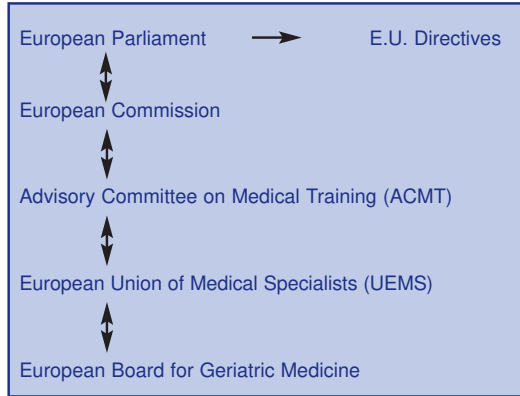 European Parliament E.U. Directives
European Commission
Advisory Committee on Medical Training (ACMT)
European Union of Medical Specialists (UEMS)
European Board for Geriatric Medicine